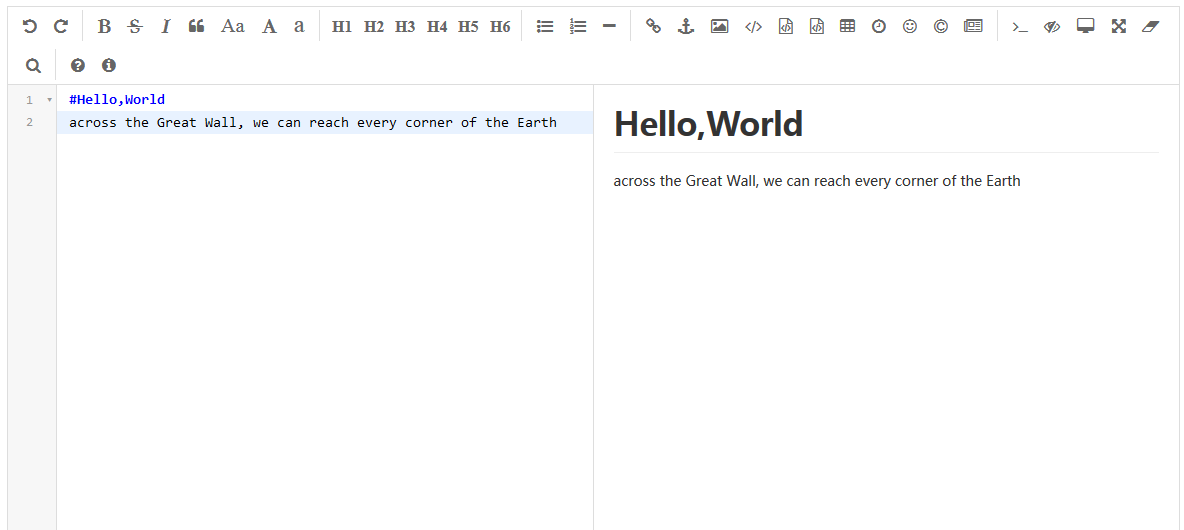 B S I Aa A a H1 H2 H3 H4 H5 H6
1 #Hello,World
2 across the Great Wall, we can reach every corner of the Earth
Hello,World
across the Great Wall, we can reach every corner of the Earth